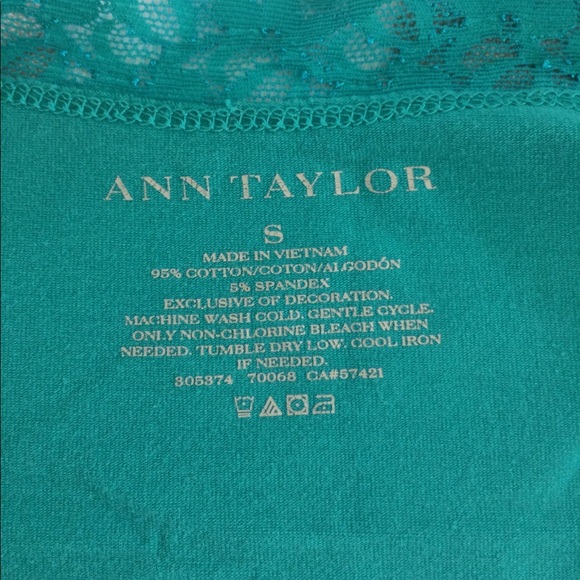 ANN TAYLOR
S
MADE IN VIETNAM
95% COTTON/COTON/ALGODÓN
5% SPANDEX
EXCLUSIVE OF DECORATION.
MACHINE WASH COLD. GENTLE CYCLE.
ONLY NON-CHLORINE BLEACH WHEN
NEEDED. TUMBLE DRY LOW. COOL IRON
IF NEEDED.
305374 70068 CA#57421